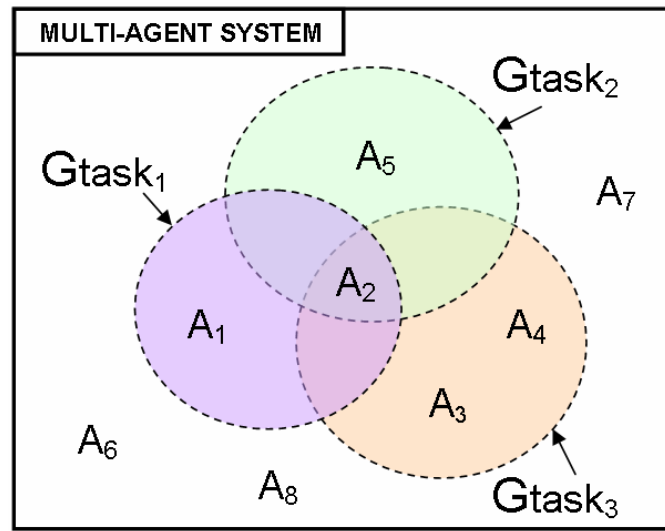 MULTI-AGENT SYSTEM
Gtask₂
A₅
Gtask₁
A₇
A₂
A₁
A₄
A₃
A₆
A₈
Gtask₃